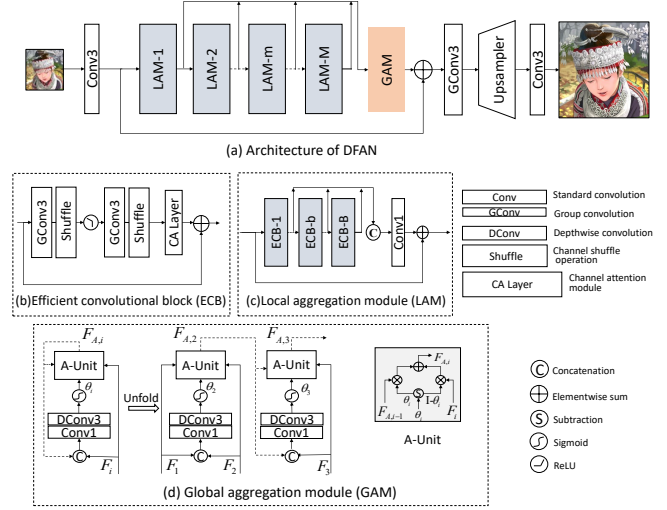 Conv3
LAM-1
LAM-2
LAM-m
LAM-M
GAM
GConv3
Upsampler
Conv3
(a) Architecture of DFAN
GConv3
Shuffle
GConv3
Shuffle
CA Layer
(b)Efficient convolutional block (ECB)
ECB-1
ECB-b
ECB-B
C
Conv1
(c)Local aggregation module (LAM)
Conv Standard convolution
GConv Group convolution
DConv Depthwise convolution
Shuffle Channel shuffle
operation
CA Layer Channel attention
module
F_{A,i}
A-Unit
θ_i
DConv3
Conv1
C
F_i
Unfold
F_{A,2}
A-Unit
θ_2
DConv3
Conv1
C
F_1 F_2
F_{A,3}
A-Unit
θ_3
DConv3
Conv1
C
F_3
F_{A,i}
θ_i S 1-θ_i
F_{A,i-1} θ_i F_i
A-Unit
(d) Global aggregation module (GAM)
C Concatenation
Elementwise sum
S Subtraction
Sigmoid
ReLU